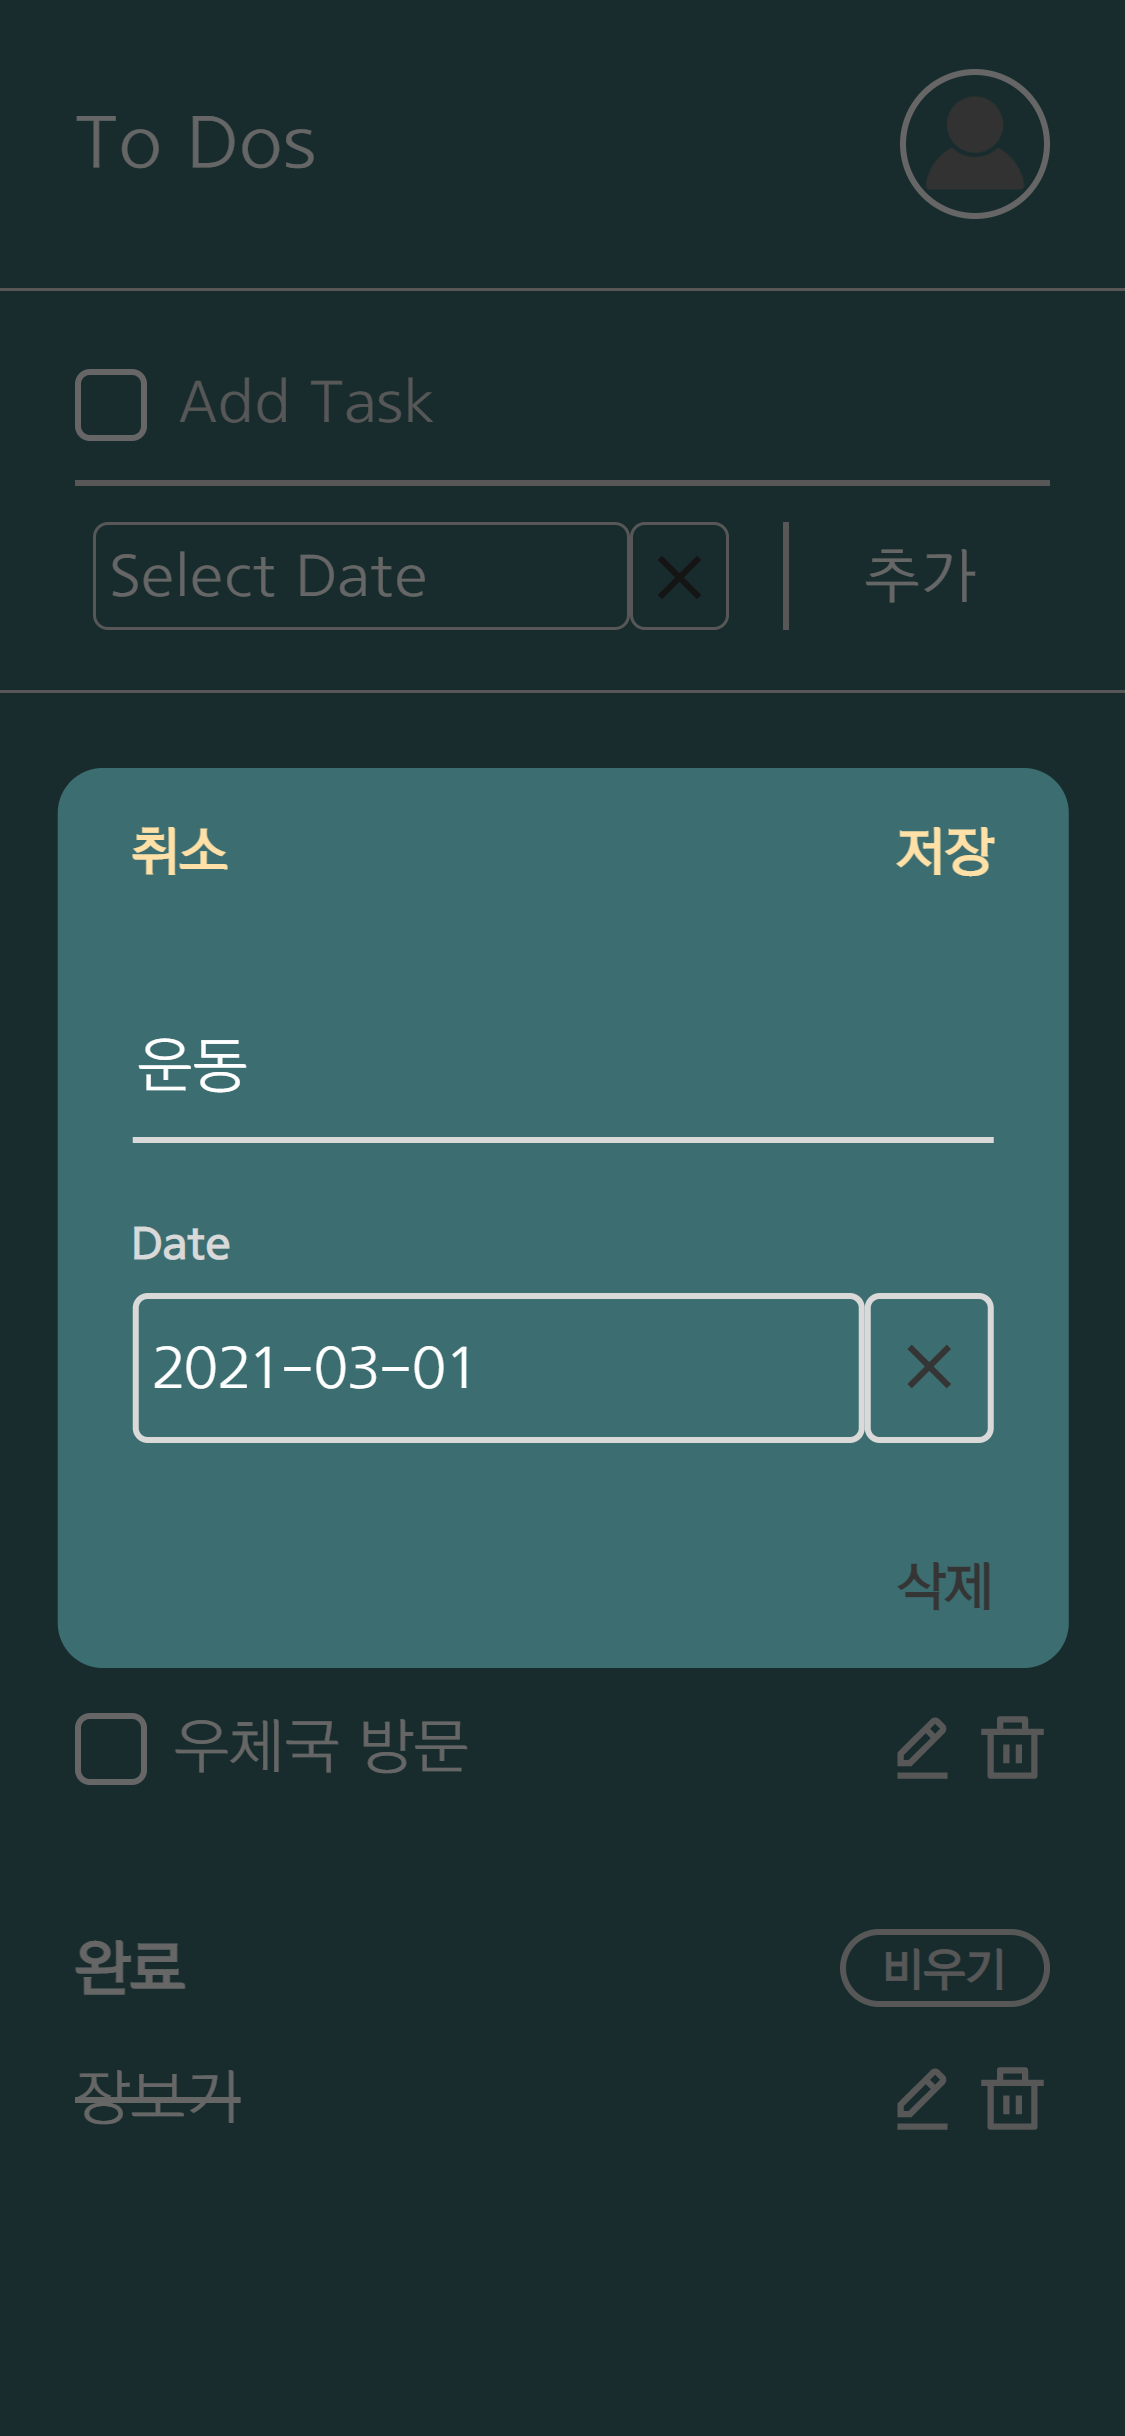 To Dos
Add Task
Select Date
추가
취소
저장
운동
Date
2021-03-01
삭제
우체국 방문
완료
비우기
장보기